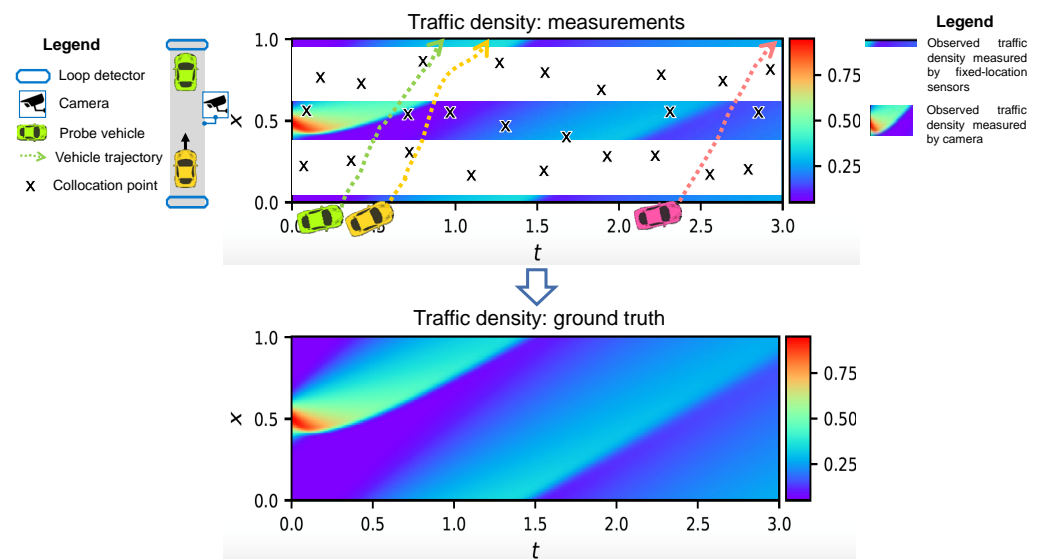 Traffic density: measurements
Legend
Loop detector
Camera
Probe vehicle
Vehicle trajectory
x Collocation point
x
1.0
0.5
0.0
x x x x x x x x
x x x x x x x
x x x x x x x x x
0.0 0.5 1.0 1.5 2.0 2.5 3.0
t
0.75
0.50
0.25
Legend
Observed traffic
density measured
by fixed-location
sensors
Observed traffic
density measured
by camera
Traffic density: ground truth
x
1.0
0.5
0.0
0.0 0.5 1.0 1.5 2.0 2.5 3.0
t
0.75
0.50
0.25